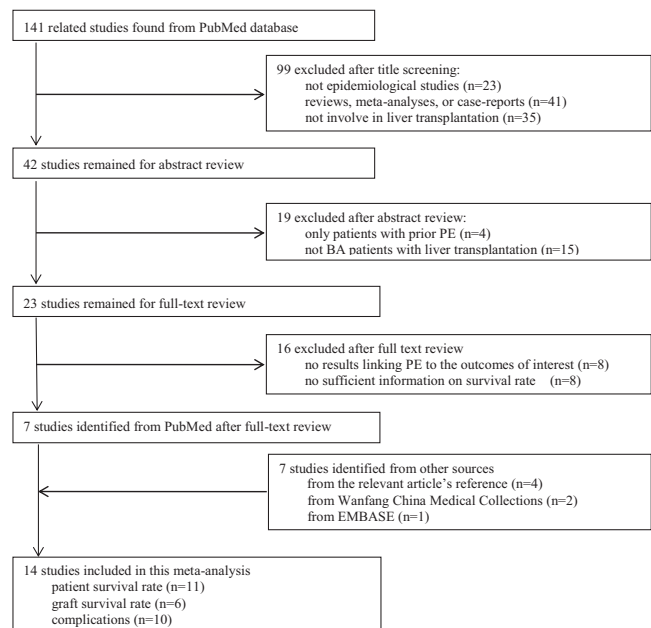 141 related studies found from PubMed database
99 excluded after title screening:
not epidemiological studies (n=23)
reviews, meta-analyses, or case-reports (n=41)
not involve in liver transplantation (n=35)
42 studies remained for abstract review
19 excluded after abstract review:
only patients with prior PE (n=4)
not BA patients with liver transplantation (n=15)
23 studies remained for full-text review
16 excluded after full text review
no results linking PE to the outcomes of interest (n=8)
no sufficient information on survival rate (n=8)
7 studies identified from PubMed after full-text review
7 studies identified from other sources
from the relevant article's reference (n=4)
from Wanfang China Medical Collections (n=2)
from EMBASE (n=1)
14 studies included in this meta-analysis
patient survival rate (n=11)
graft survival rate (n=6)
complications (n=10)